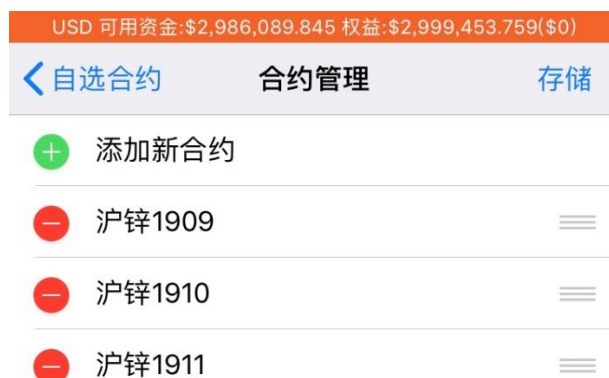 USD 可用资金:$2,986,089.845 权益:$2,999,453.759($0)
自选合约 合约管理 存储
添加新合约
沪锌1909
沪锌1910
沪锌1911